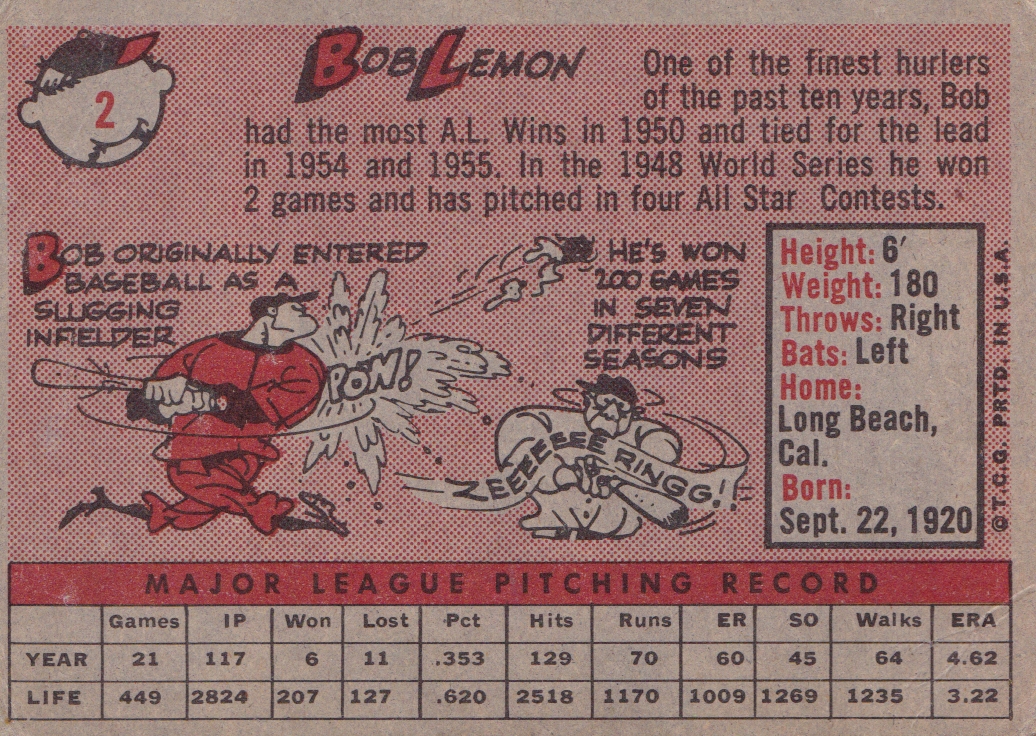 2
BOB LEMON
One of the finest hurlers
of the past ten years, Bob
had the most A.L. Wins in 1950 and tied for the lead
in 1954 and 1955. In the 1948 World Series he won
2 games and has pitched in four All Star Contests.
BOB ORIGINALLY ENTERED
BASEBALL AS A
SLUGGING
INFIELDER
POW!
HE'S WON
200 GAMES
IN SEVEN
DIFFERENT
SEASONS
ZEEEEEEEE RINGG!!
Height: 6'
Weight: 180
Throws: Right
Bats: Left
Home:
Long Beach,
Cal.
Born:
Sept. 22, 1920
© T.C.G. PRTD. IN U.S.A.
MAJOR LEAGUE PITCHING RECORD
Games IP Won Lost Pct Hits Runs ER SO Walks ERA
YEAR 21 117 6 11 .353 129 70 60 45 64 4.62
LIFE 449 2824 207 127 .620 2518 1170 1009 1269 1235 3.22